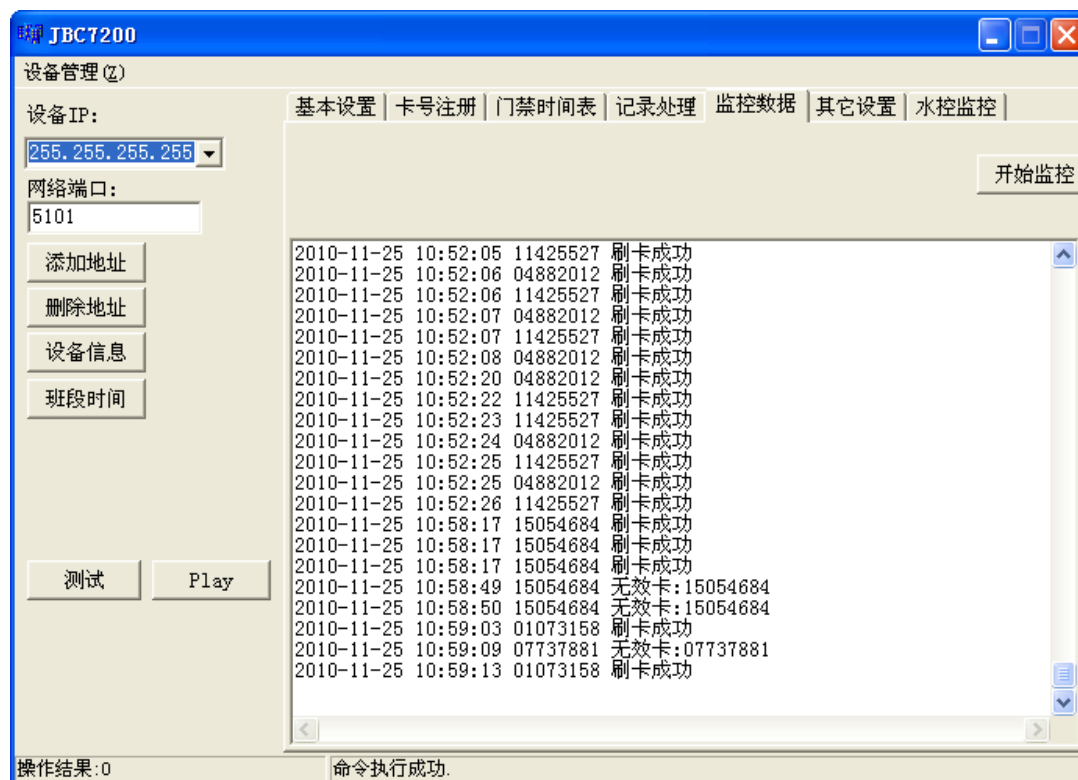 JBC7200
设备管理(Z)
设备IP:
255.255.255.255
网络端口:
5101
添加地址
删除地址
设备信息
班段时间
测试 Play
基本设置 卡号注册 门禁时间表 记录处理 监控数据 其它设置 水控监控
开始监控
2010-11-25 10:52:05 11425527 刷卡成功
2010-11-25 10:52:06 04882012 刷卡成功
2010-11-25 10:52:06 11425527 刷卡成功
2010-11-25 10:52:07 04882012 刷卡成功
2010-11-25 10:52:07 11425527 刷卡成功
2010-11-25 10:52:08 04882012 刷卡成功
2010-11-25 10:52:20 04882012 刷卡成功
2010-11-25 10:52:22 11425527 刷卡成功
2010-11-25 10:52:23 11425527 刷卡成功
2010-11-25 10:52:24 04882012 刷卡成功
2010-11-25 10:52:25 11425527 刷卡成功
2010-11-25 10:52:25 04882012 刷卡成功
2010-11-25 10:52:26 11425527 刷卡成功
2010-11-25 10:58:17 15054684 刷卡成功
2010-11-25 10:58:17 15054684 刷卡成功
2010-11-25 10:58:17 15054684 刷卡成功
2010-11-25 10:58:49 15054684 无效卡:15054684
2010-11-25 10:58:50 15054684 无效卡:15054684
2010-11-25 10:59:03 01073158 刷卡成功
2010-11-25 10:59:09 07737881 无效卡:07737881
2010-11-25 10:59:13 01073158 刷卡成功
操作结果:0 命令执行成功.